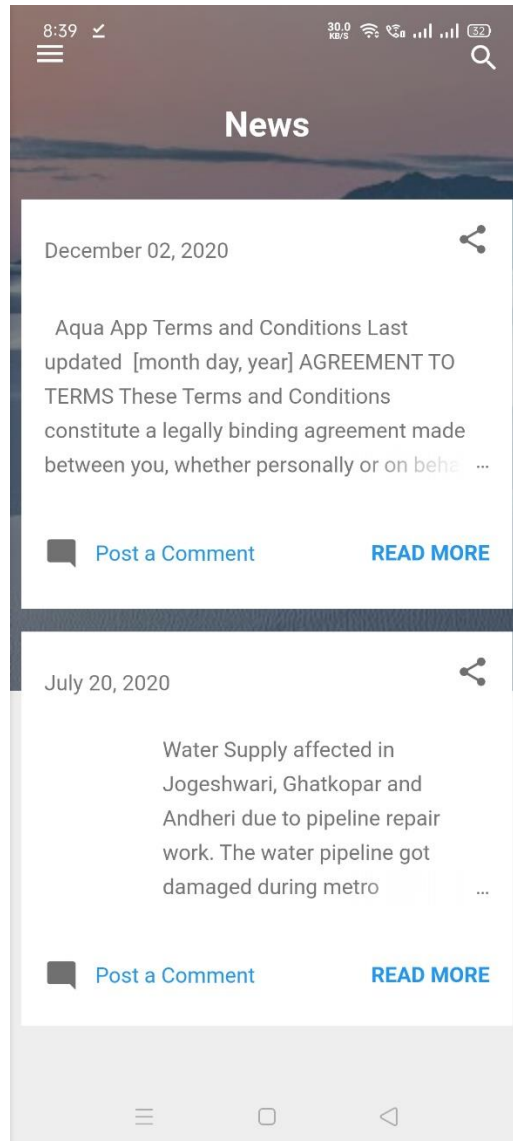 8:39 30.0 KB/S 32
News
December 02, 2020
Aqua App Terms and Conditions Last
updated [month day, year] AGREEMENT TO
TERMS These Terms and Conditions
constitute a legally binding agreement made
between you, whether personally or on beha ...
Post a Comment READ MORE
July 20, 2020
Water Supply affected in
Jogeshwari, Ghatkopar and
Andheri due to pipeline repair
work. The water pipeline got
damaged during metro ...
Post a Comment READ MORE